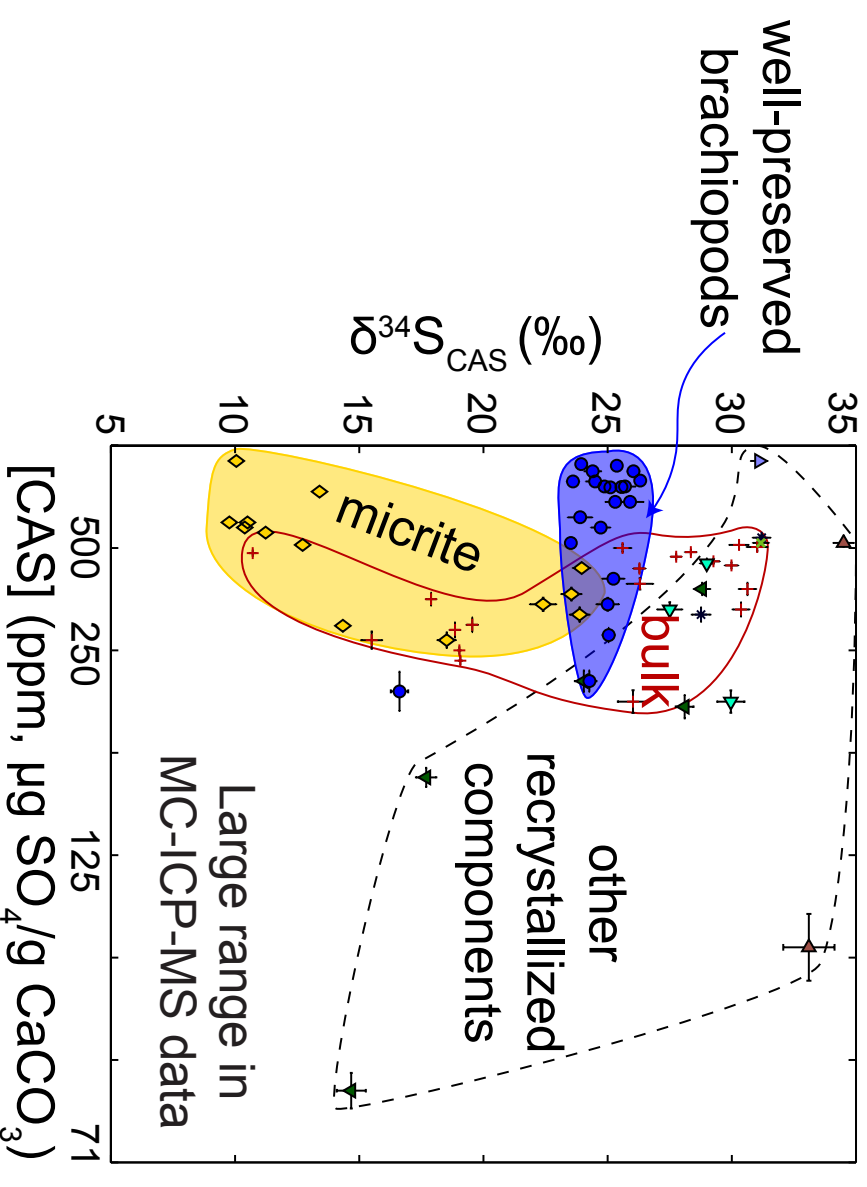 well-preserved
brachiopods
δ³⁴S_CAS (‰)
35
30
25
20
15
10
5
micrite
bulk
other
recrystallized
components
Large range in
MC-ICP-MS data
500
250
125
71
[CAS] (ppm, µg SO₄/g CaCO₃)